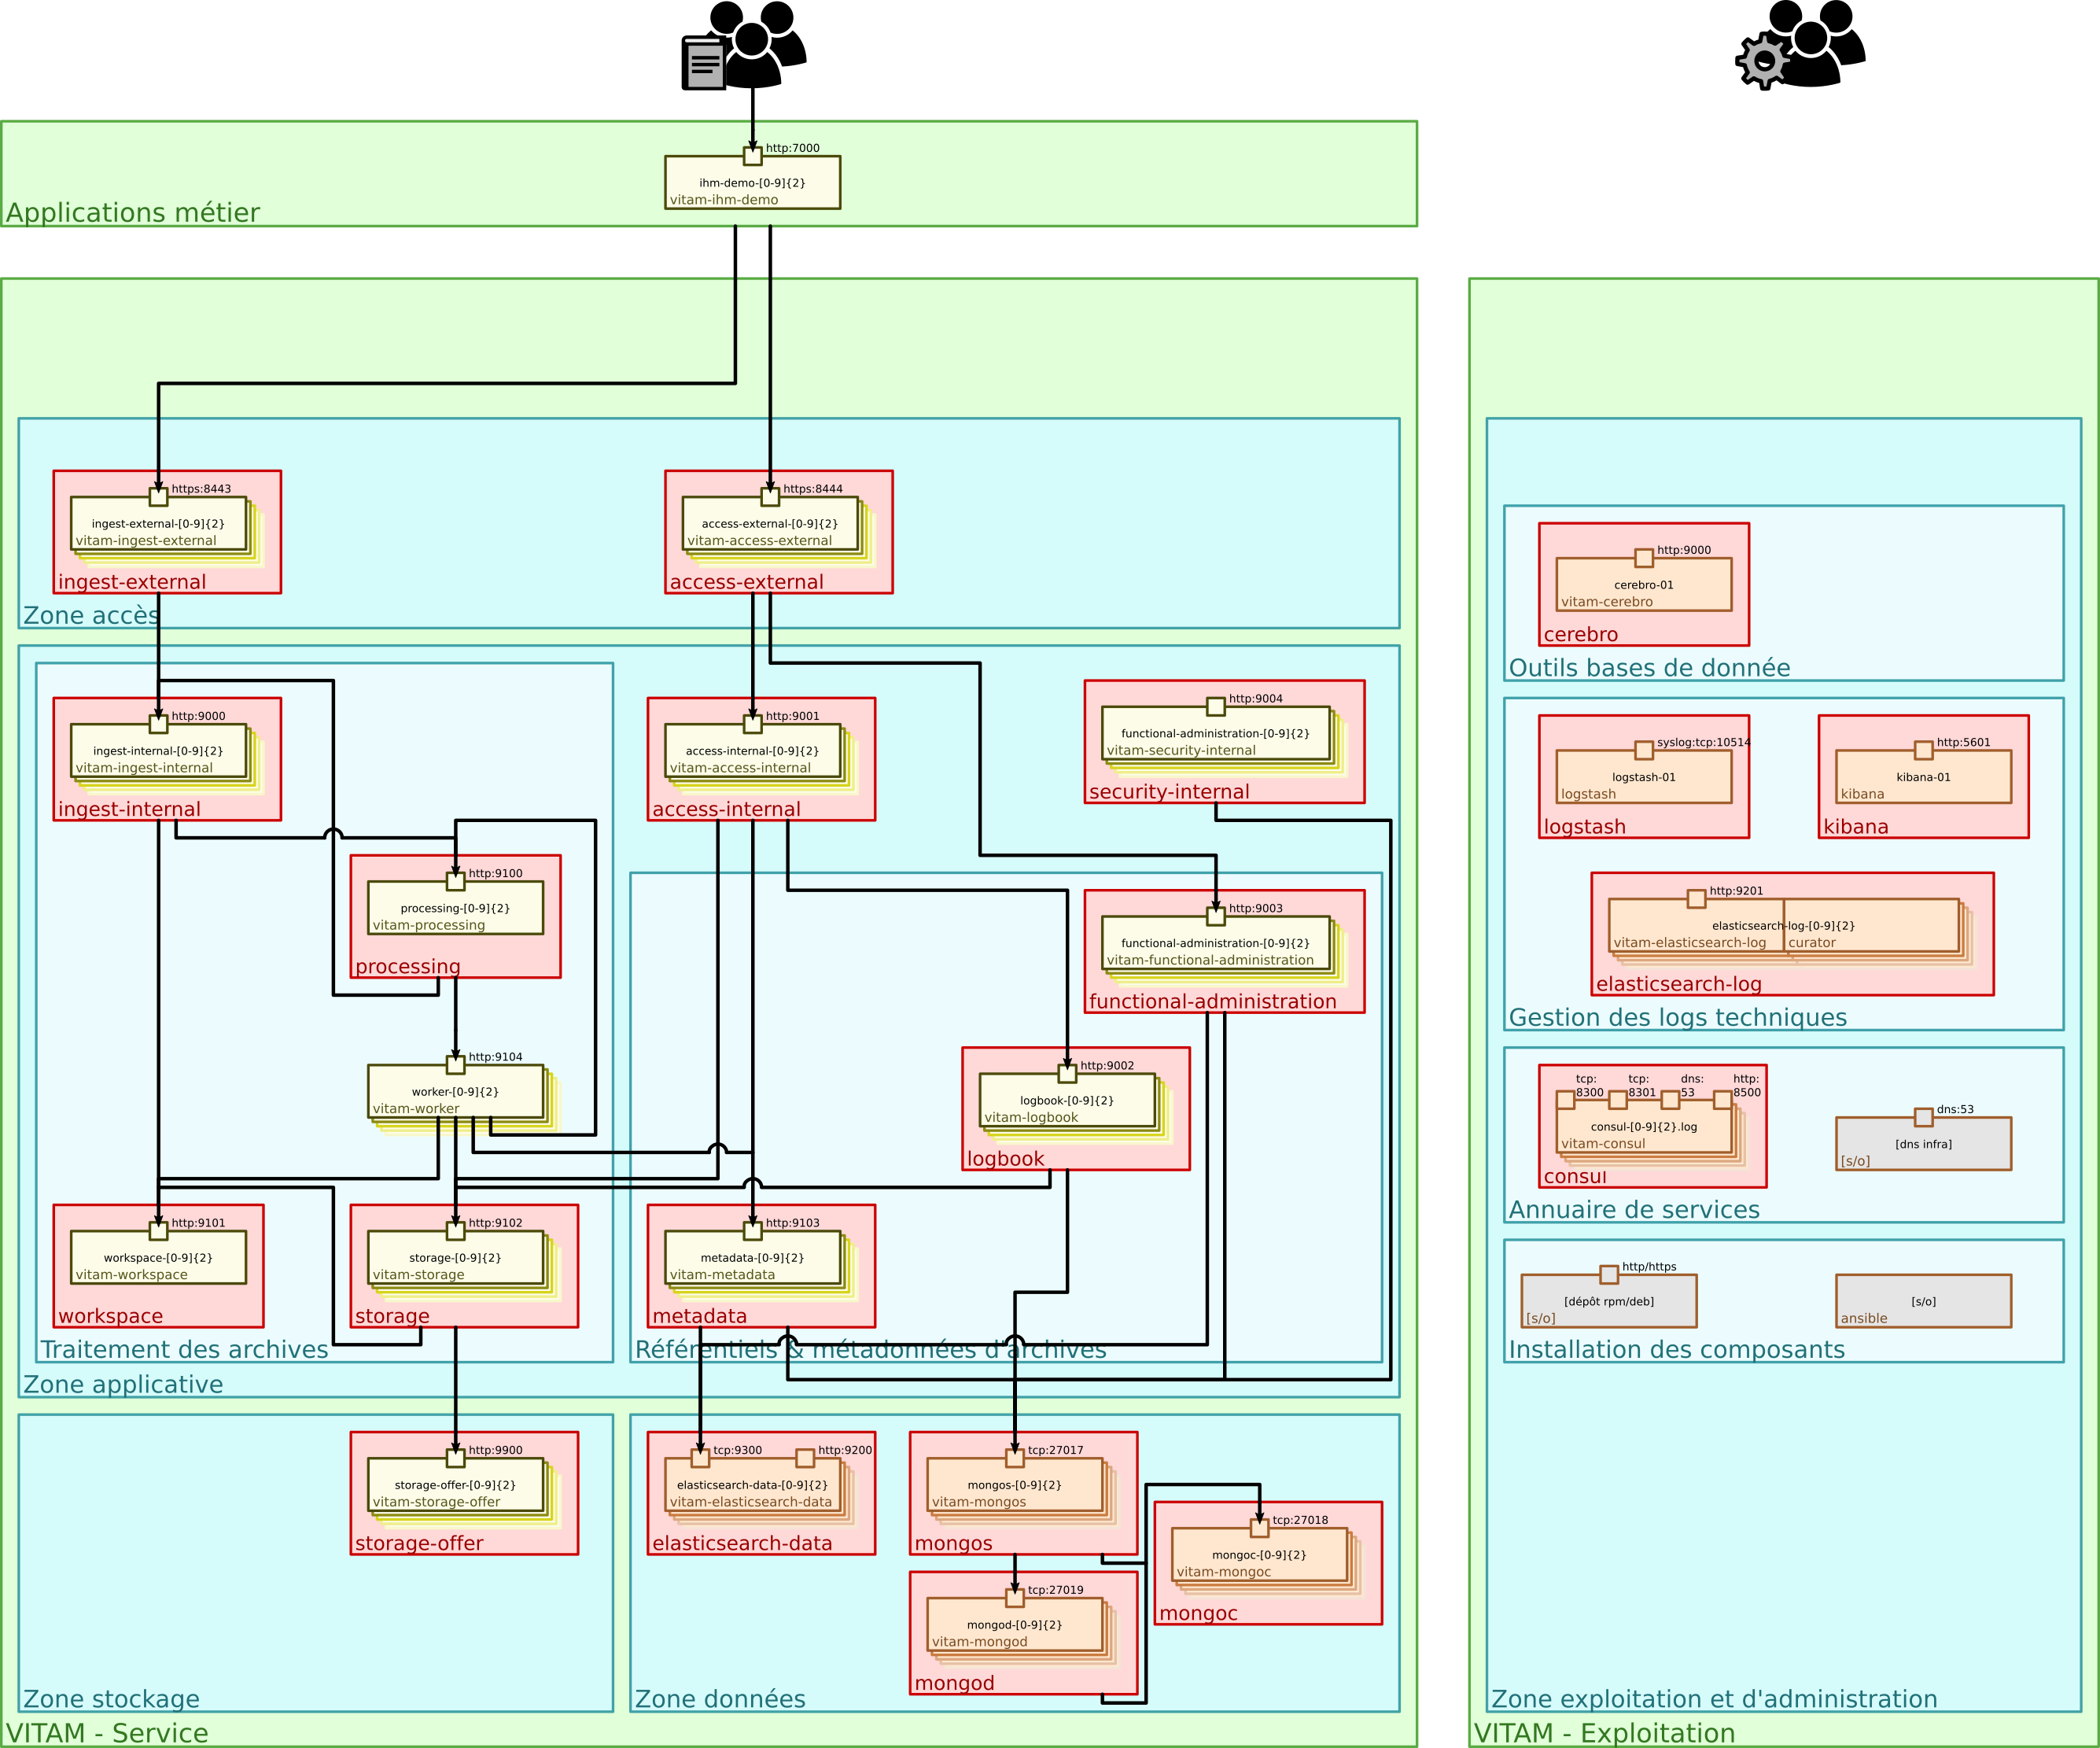 http:7000
ihm-demo-[0-9]{2}
vitam-ihm-demo
Applications métier
https:8443
ingest-external-[0-9]{2}
vitam-ingest-external
ingest-external
https:8444
access-external-[0-9]{2}
vitam-access-external
access-external
Zone accès
http:9000
ingest-internal-[0-9]{2}
vitam-ingest-internal
ingest-internal
http:9001
access-internal-[0-9]{2}
vitam-access-internal
access-internal
http:9004
functional-administration-[0-9]{2}
vitam-security-internal
security-internal
http:9100
processing-[0-9]{2}
vitam-processing
processing
http:9003
functional-administration-[0-9]{2}
vitam-functional-administration
functional-administration
http:9104
worker-[0-9]{2}
vitam-worker
http:9002
logbook-[0-9]{2}
vitam-logbook
logbook
http:9101
workspace-[0-9]{2}
vitam-workspace
workspace
http:9102
storage-[0-9]{2}
vitam-storage
storage
http:9103
metadata-[0-9]{2}
vitam-metadata
metadata
Traitement des archives
Référentiels & métadonnées d'archives
Zone applicative
http:9900
storage-offer-[0-9]{2}
vitam-storage-offer
storage-offer
Zone stockage
tcp:9300
http:9200
elasticsearch-data-[0-9]{2}
vitam-elasticsearch-data
elasticsearch-data
tcp:27017
mongos-[0-9]{2}
vitam-mongos
mongos
tcp:27018
mongoc-[0-9]{2}
vitam-mongoc
mongoc
tcp:27019
mongod-[0-9]{2}
vitam-mongod
mongod
Zone données
VITAM - Service
http:9000
cerebro-01
vitam-cerebro
cerebro
Outils bases de donnée
syslog:tcp:10514
logstash-01
logstash
logstash
http:5601
kibana-01
kibana
kibana
http:9201
elasticsearch-log-[0-9]{2}
vitam-elasticsearch-log
curator
elasticsearch-log
Gestion des logs techniques
tcp:
8300
tcp:
8301
dns:
53
http:
8500
consul-[0-9]{2}.log
vitam-consul
consul
dns:53
[dns infra]
[s/o]
Annuaire de services
http/https
[dépôt rpm/deb]
[s/o]
[s/o]
ansible
Installation des composants
Zone exploitation et d'administration
VITAM - Exploitation